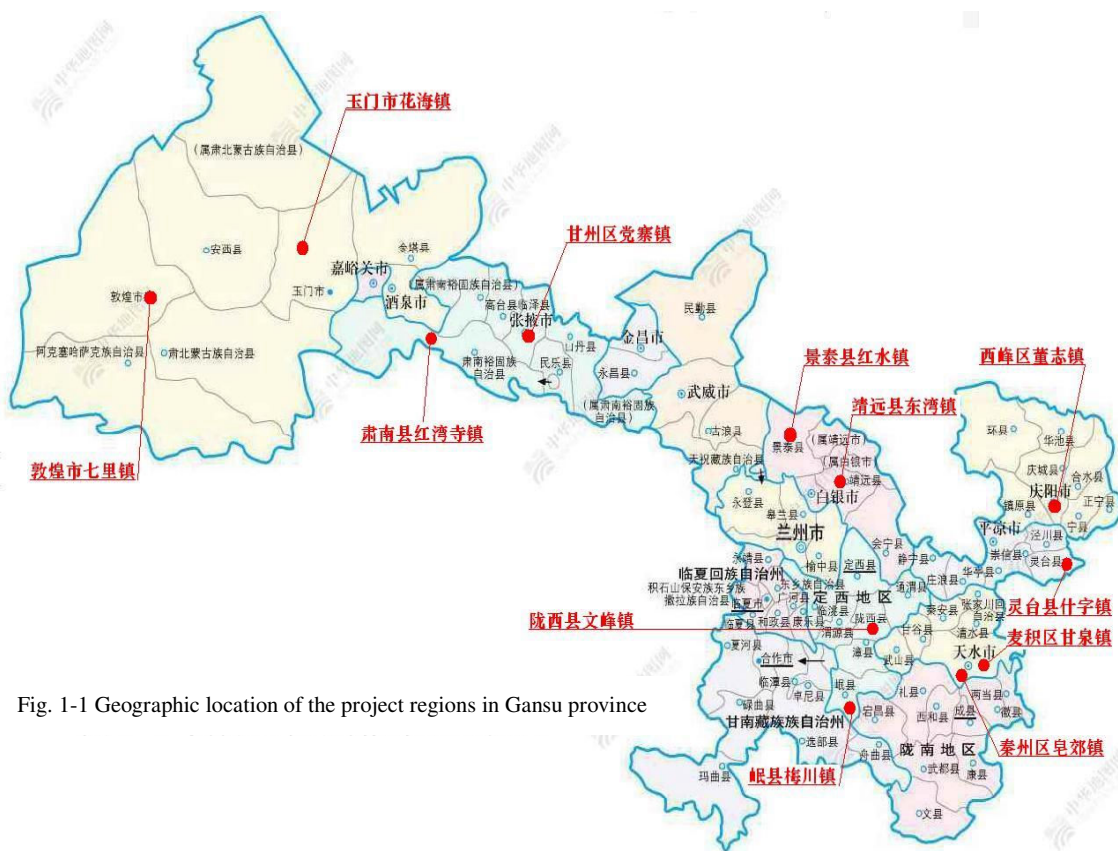 玉门市花海镇
(属肃北蒙古族自治县)
甘州区党寨镇
安西县
金塔县
嘉峪关市
(属肃南裕固族自治县)
敦煌市
玉门市
酒泉市
高台县
临泽县
张掖市
民勤县
金昌市
山丹县
阿克塞哈萨克族自治县
肃北蒙古族自治县
肃南裕固族
自治县
民乐县
永昌县
景泰县红水镇
西峰区董志镇
武威市
(属肃南裕固族
自治县)
靖远县东湾镇
肃南县红湾寺镇
古浪县
景泰县
(属靖远市)
环县
华池县
敦煌市七里镇
天祝藏族自治县
(属白银市)
靖远县
庆城县
合水县
白银市
庆阳市
永登县
镇原县
正宁县
皋兰县
宁县
兰州市
平凉市
泾川县
会宁县
静宁县
崇信县
永靖县
榆中县
定西县
灵台县
临夏回族自治州
华亭县
庄浪县
东乡族自治县
积石山保安族东乡族
撒拉族自治县
广河县
定西地区
通渭县
临夏市
临洮县
秦安县
张家川回
自治县
灵台县什字镇
陇西县文峰镇
临夏县
和政县
康乐县
陇西县
渭源县
甘谷县
清水县
麦积区甘泉镇
夏河县
漳县
武山县
天水市
合作市
临潭县
岷县
礼县
两当县
Fig. 1-1 Geographic location of the project regions in Gansu province
碌曲县
卓尼县
宕昌县
西和县
成县
徽县
甘南藏族族自治州
秦州区皂郊镇
迭部县
舟曲县
陇南地区
玛曲县
岷县梅川镇
武都县
康县
文县